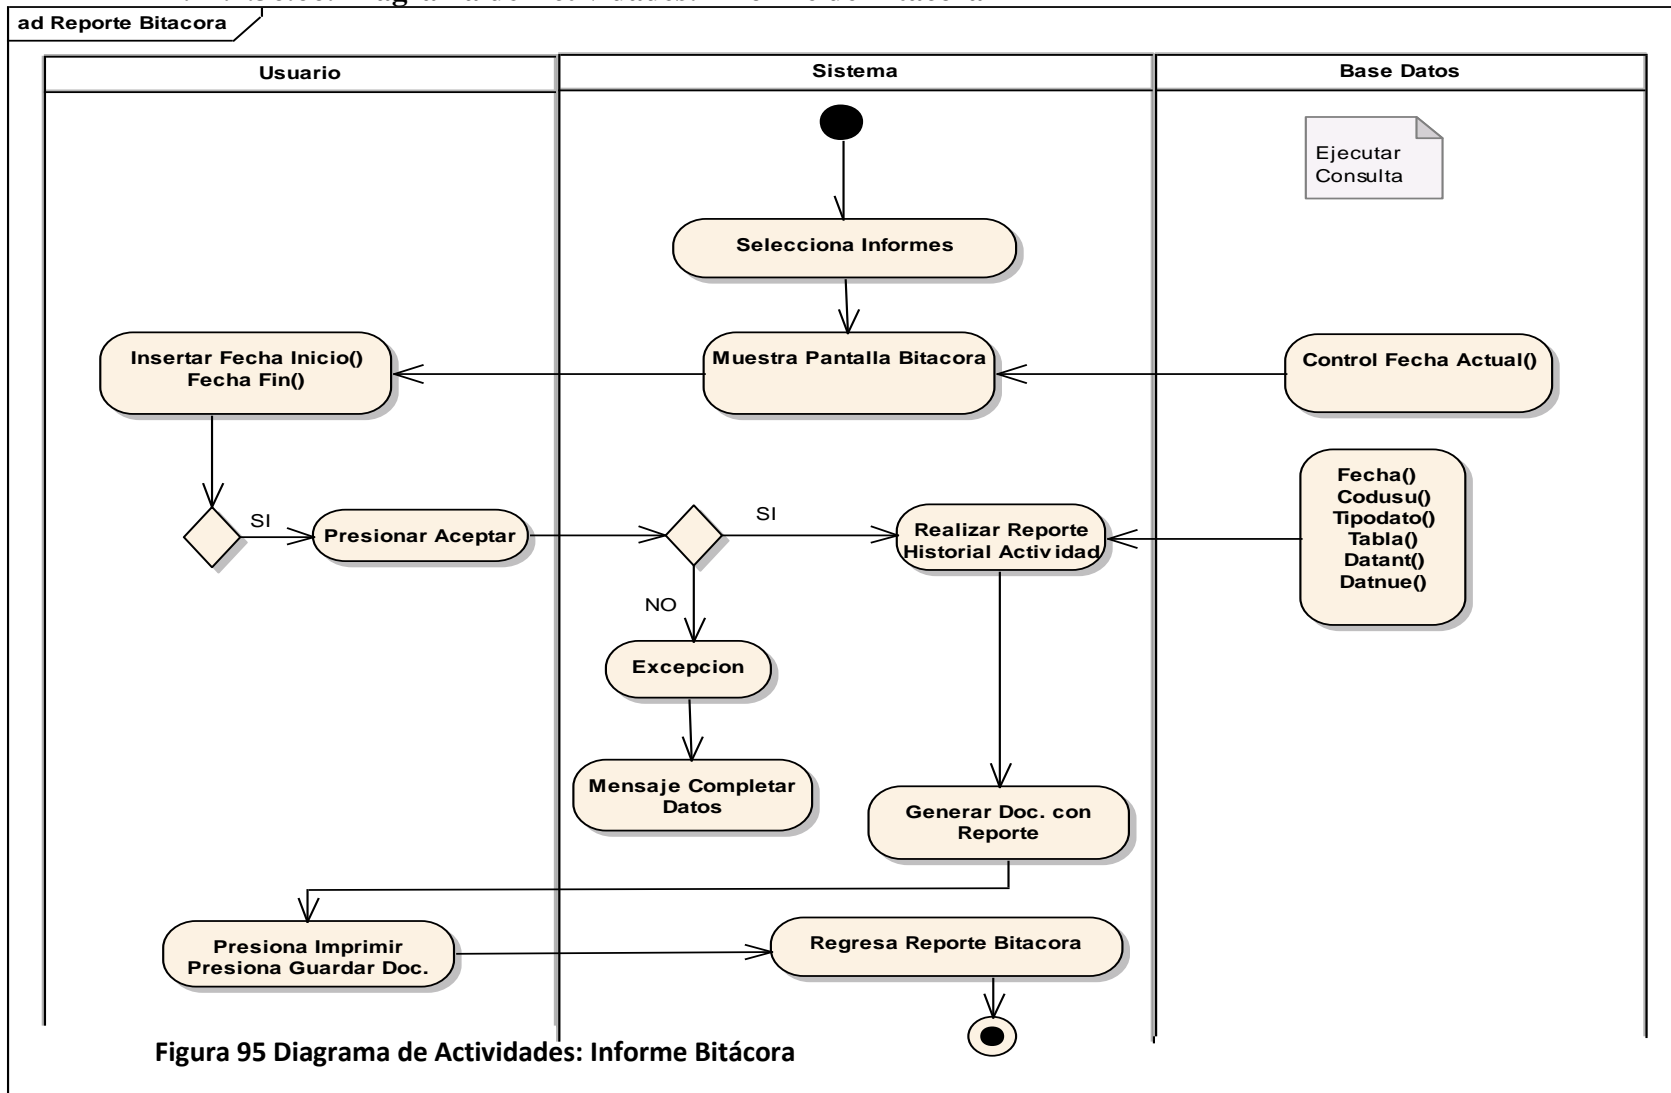 ad Reporte Bitacora
Usuario
Sistema
Base Datos
Ejecutar
Consulta
Selecciona Informes
Insertar Fecha Inicio()
Fecha Fin()
Muestra Pantalla Bitacora
Control Fecha Actual()
SI
Presionar Aceptar
SI
Realizar Reporte
Historial Actividad
Fecha()
Codusu()
Tipodato()
Tabla()
Datant()
Datnue()
NO
Excepcion
Mensaje Completar
Datos
Generar Doc. con
Reporte
Presiona Imprimir
Presiona Guardar Doc.
Regresa Reporte Bitacora
Figura 95 Diagrama de Actividades: Informe Bitácora